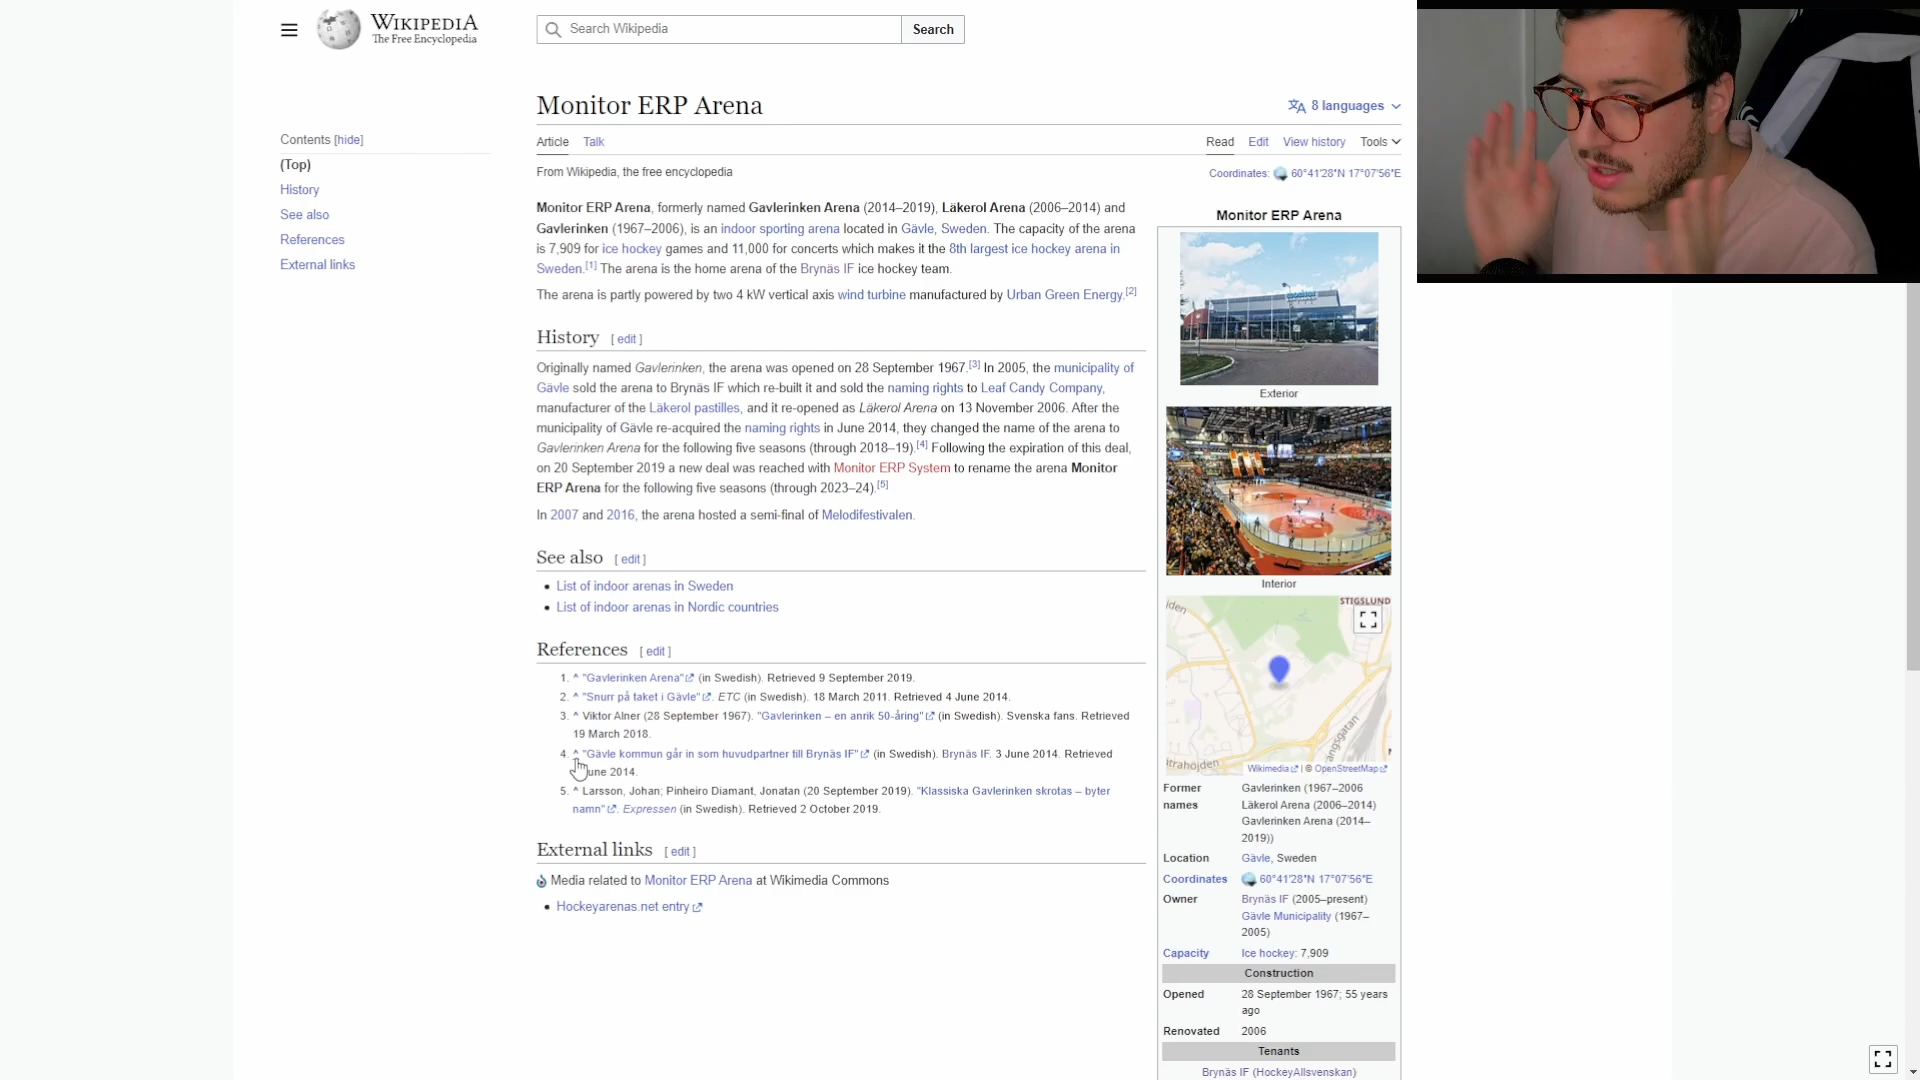 WIKIPEDIA
The Free Encyclopedia
Search Wikipedia
Search
Monitor ERP Arena
8 languages
Contents [hide]
(Top)
History
See also
References
External links
Article Talk
Read Edit View history Tools
From Wikipedia, the free encyclopedia
Coordinates: 60°41′28″N 17°07′56″E
Monitor ERP Arena, formerly named Gavlerinken Arena (2014–2019), Läkerol Arena (2006–2014) and
Gavlerinken (1967–2006), is an indoor sporting arena located in Gävle, Sweden. The capacity of the arena
is 7,909 for ice hockey games and 11,000 for concerts which makes it the 8th largest ice hockey arena in
Sweden.[1] The arena is the home arena of the Brynäs IF ice hockey team.
The arena is partly powered by two 4 kW vertical axis wind turbine manufactured by Urban Green Energy.[2]
History [ edit ]
Originally named Gavlerinken, the arena was opened on 28 September 1967.[3] In 2005, the municipality of
Gävle sold the arena to Brynäs IF which re-built it and sold the naming rights to Leaf Candy Company,
manufacturer of the Läkerol pastilles, and it re-opened as Läkerol Arena on 13 November 2006. After the
municipality of Gävle re-acquired the naming rights in June 2014, they changed the name of the arena to
Gavlerinken Arena for the following five seasons (through 2018–19).[4] Following the expiration of this deal,
on 20 September 2019 a new deal was reached with Monitor ERP System to rename the arena Monitor
ERP Arena for the following five seasons (through 2023–24).[5]
In 2007 and 2016, the arena hosted a semi-final of Melodifestivalen.
See also [ edit ]
• List of indoor arenas in Sweden
• List of indoor arenas in Nordic countries
References [ edit ]
1. ^ "Gavlerinken Arena" (in Swedish). Retrieved 9 September 2019.
2. ^ "Snurr på taket i Gävle". ETC (in Swedish). 18 March 2011. Retrieved 4 June 2014.
3. ^ Viktor Alner (28 September 1967). "Gavlerinken – en anrik 50-åring" (in Swedish). Svenska fans. Retrieved
19 March 2018.
4. ^ "Gävle kommun går in som huvudpartner till Brynäs IF" (in Swedish). Brynäs IF. 3 June 2014. Retrieved
une 2014.
5. ^ Larsson, Johan; Pinheiro Diamant, Jonatan (20 September 2019). "Klassiska Gavlerinken skrotas – byter
namn". Expressen (in Swedish). Retrieved 2 October 2019.
External links [ edit ]
Media related to Monitor ERP Arena at Wikimedia Commons
• Hockeyarenas.net entry
Monitor ERP Arena
Exterior
Interior
jden
STIGSLUND
ängsgatan
itrahöjden
Wikimedia | © OpenStreetMap
Former names
Gavlerinken (1967–2006
Läkerol Arena (2006–2014)
Gavlerinken Arena (2014–
2019))
Location Gävle, Sweden
Coordinates 60°41′28″N 17°07′56″E
Owner Brynäs IF (2005–present)
Gävle Municipality (1967–
2005)
Capacity Ice hockey: 7,909
Construction
Opened 28 September 1967; 55 years
ago
Renovated 2006
Tenants
Brynäs IF (HockeyAllsvenskan)